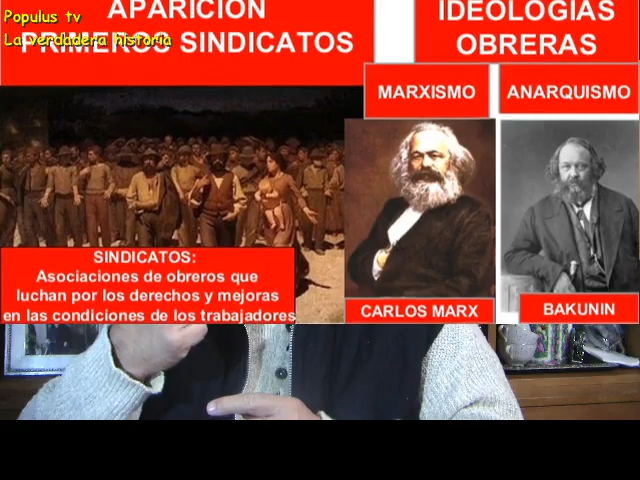 Populus tv
La verdadera historia
APARICIÓN
PRIMEROS SINDICATOS
IDEOLOGÍAS
OBRERAS
MARXISMO
ANARQUISMO
SINDICATOS:
Asociaciones de obreros que
luchan por los derechos y mejoras
en las condiciones de los trabajadores
CARLOS MARX
BAKUNIN